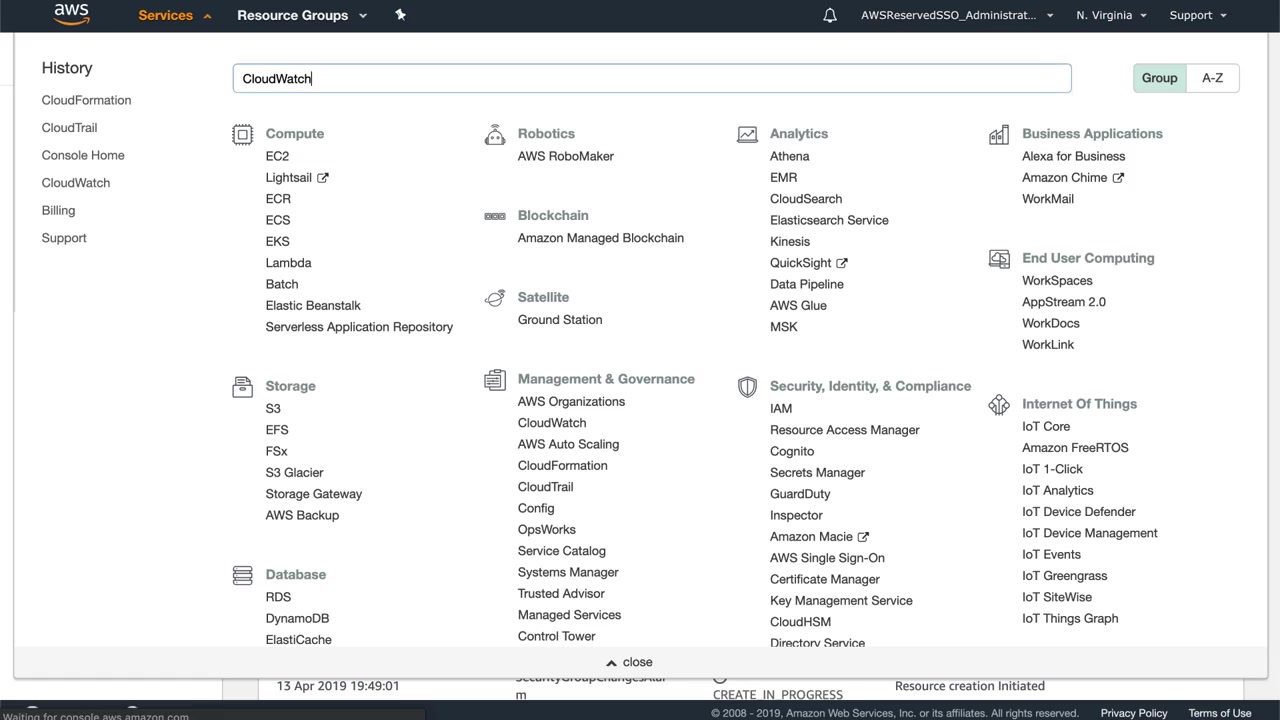 aws
Services
Resource Groups
AWSReservedSSO_Administrat...
N. Virginia
Support
History
CloudFormation
CloudTrail
Console Home
CloudWatch
Billing
Support
CloudWatch
Group
A-Z
Compute
EC2
Lightsail
ECR
ECS
EKS
Lambda
Batch
Elastic Beanstalk
Serverless Application Repository
Storage
S3
EFS
FSx
S3 Glacier
Storage Gateway
AWS Backup
Database
RDS
DynamoDB
ElastiCache
Robotics
AWS RoboMaker
Blockchain
Amazon Managed Blockchain
Satellite
Ground Station
Management & Governance
AWS Organizations
CloudWatch
AWS Auto Scaling
CloudFormation
CloudTrail
Config
OpsWorks
Service Catalog
Systems Manager
Trusted Advisor
Managed Services
Control Tower
Analytics
Athena
EMR
CloudSearch
Elasticsearch Service
Kinesis
QuickSight
Data Pipeline
AWS Glue
MSK
Security, Identity, & Compliance
IAM
Resource Access Manager
Cognito
Secrets Manager
GuardDuty
Inspector
Amazon Macie
AWS Single Sign-On
Certificate Manager
Key Management Service
CloudHSM
Directory Service
Business Applications
Alexa for Business
Amazon Chime
WorkMail
End User Computing
WorkSpaces
AppStream 2.0
WorkDocs
WorkLink
Internet Of Things
IoT Core
Amazon FreeRTOS
IoT 1-Click
IoT Analytics
IoT Device Defender
IoT Device Management
IoT Events
IoT Greengrass
IoT SiteWise
IoT Things Graph
close
13 Apr 2019 19:49:01
SecurityGroupChangesAlar
m
CREATE_IN_PROGRESS
Resource creation Initiated
Waiting for console.aws.amazon.com
© 2008 - 2019, Amazon Web Services, Inc. or its affiliates. All rights reserved.
Privacy Policy
Terms of Use